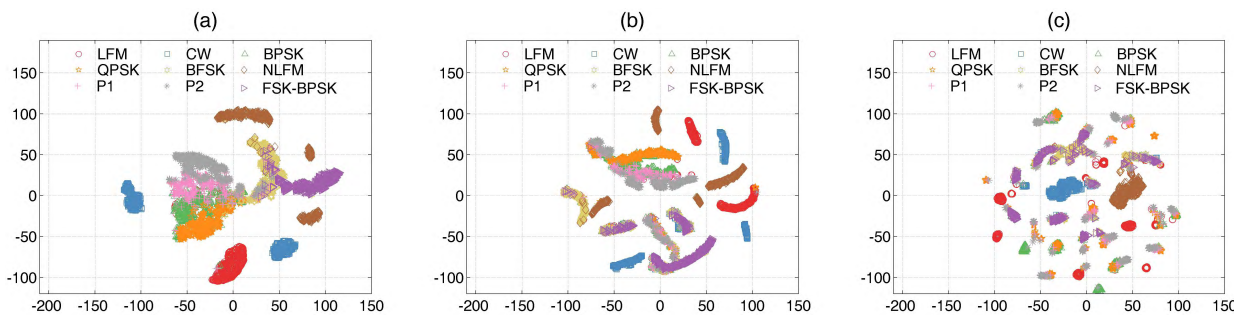 (a) (b) (c)
LFM CW BPSK LFM CW BPSK LFM CW BPSK
QPSK BFSK NLFM QPSK BFSK NLFM QPSK BFSK NLFM
P1 P2 FSK-BPSK P1 P2 FSK-BPSK P1 P2 FSK-BPSK
150 150 150
100 100 100
50 50 50
0 0 0
-50 -50 -50
-100 -100 -100
-200 -150 -100 -50 0 50 100 150 -200 -150 -100 -50 0 50 100 150 -200 -150 -100 -50 0 50 100 150